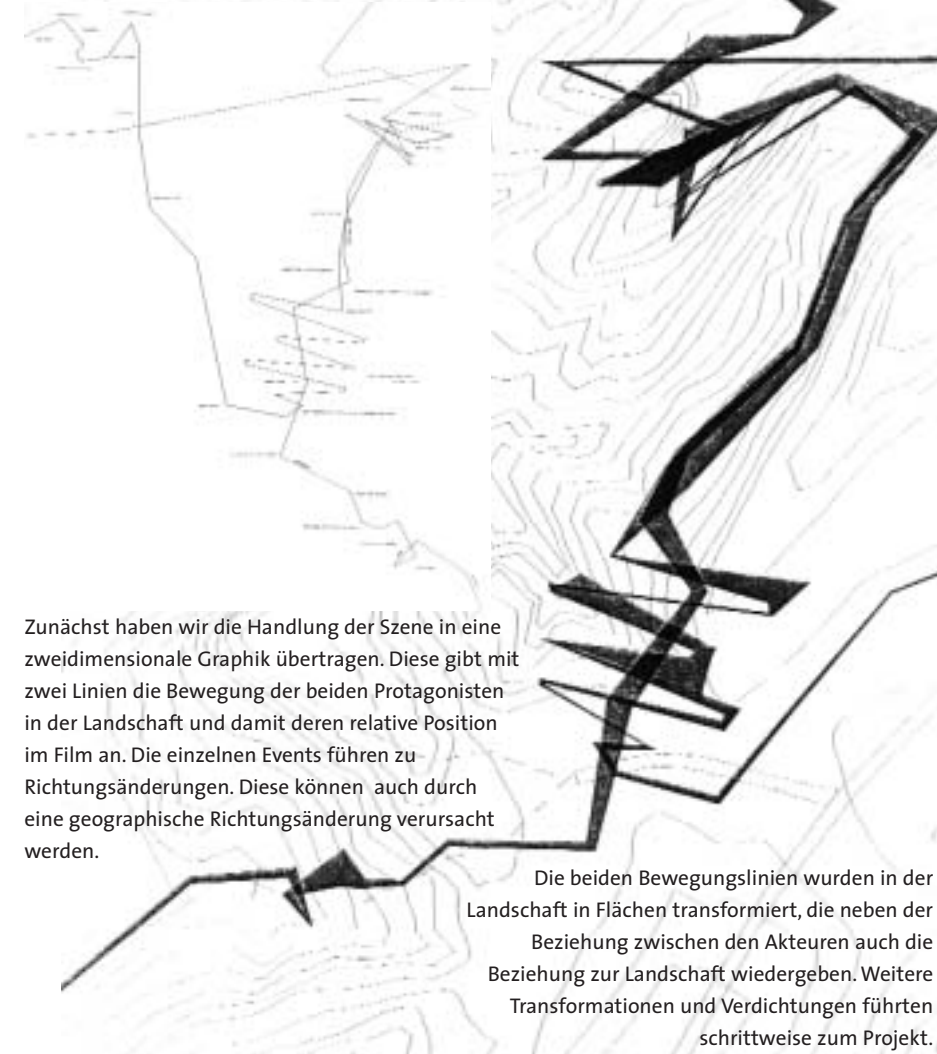 Zunächst haben wir die Handlung der Szene in eine
zweidimensionale Graphik übertragen. Diese gibt mit
zwei Linien die Bewegung der beiden Protagonisten
in der Landschaft und damit deren relative Position
im Film an. Die einzelnen Events führen zu
Richtungsänderungen. Diese können  auch durch
eine geographische Richtungsänderung verursacht
werden.
Die beiden Bewegungslinien wurden in der
Landschaft in Flächen transformiert, die neben der
Beziehung zwischen den Akteuren auch die
Beziehung zur Landschaft wiedergeben. Weitere
Transformationen und Verdichtungen führten
schrittweise zum Projekt.